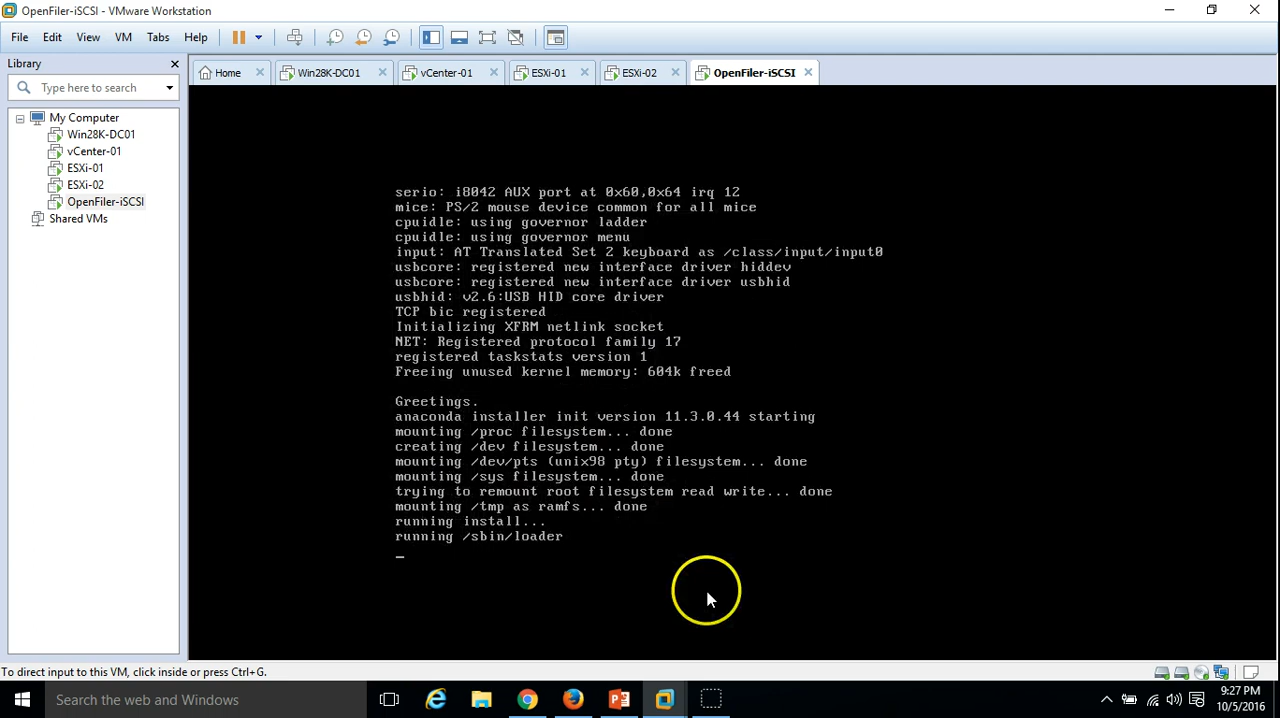 OpenFiler-iSCSI - VMware Workstation
File Edit View VM Tabs Help
Library
Type here to search
My Computer
Win28K-DC01
vCenter-01
ESXi-01
ESXi-02
OpenFiler-iSCSI
Shared VMs
Home Win28K-DC01 vCenter-01 ESXi-01 ESXi-02 OpenFiler-iSCSI
serio: i8042 AUX port at 0x60,0x64 irq 12
mice: PS/2 mouse device common for all mice
cpuidle: using governor ladder
cpuidle: using governor menu
input: AT Translated Set 2 keyboard as /class/input/input0
usbcore: registered new interface driver hiddev
usbcore: registered new interface driver usbhid
usbhid: v2.6:USB HID core driver
TCP bic registered
Initializing XFRM netlink socket
NET: Registered protocol family 17
registered taskstats version 1
Freeing unused kernel memory: 604k freed
Greetings.
anaconda installer init version 11.3.0.44 starting
mounting /proc filesystem... done
creating /dev filesystem... done
mounting /dev/pts (unix98 pty) filesystem... done
mounting /sys filesystem... done
trying to remount root filesystem read write... done
mounting /tmp as ramfs... done
running install...
running /sbin/loader
To direct input to this VM, click inside or press Ctrl+G.
Search the web and Windows
9:27 PM
10/5/2016